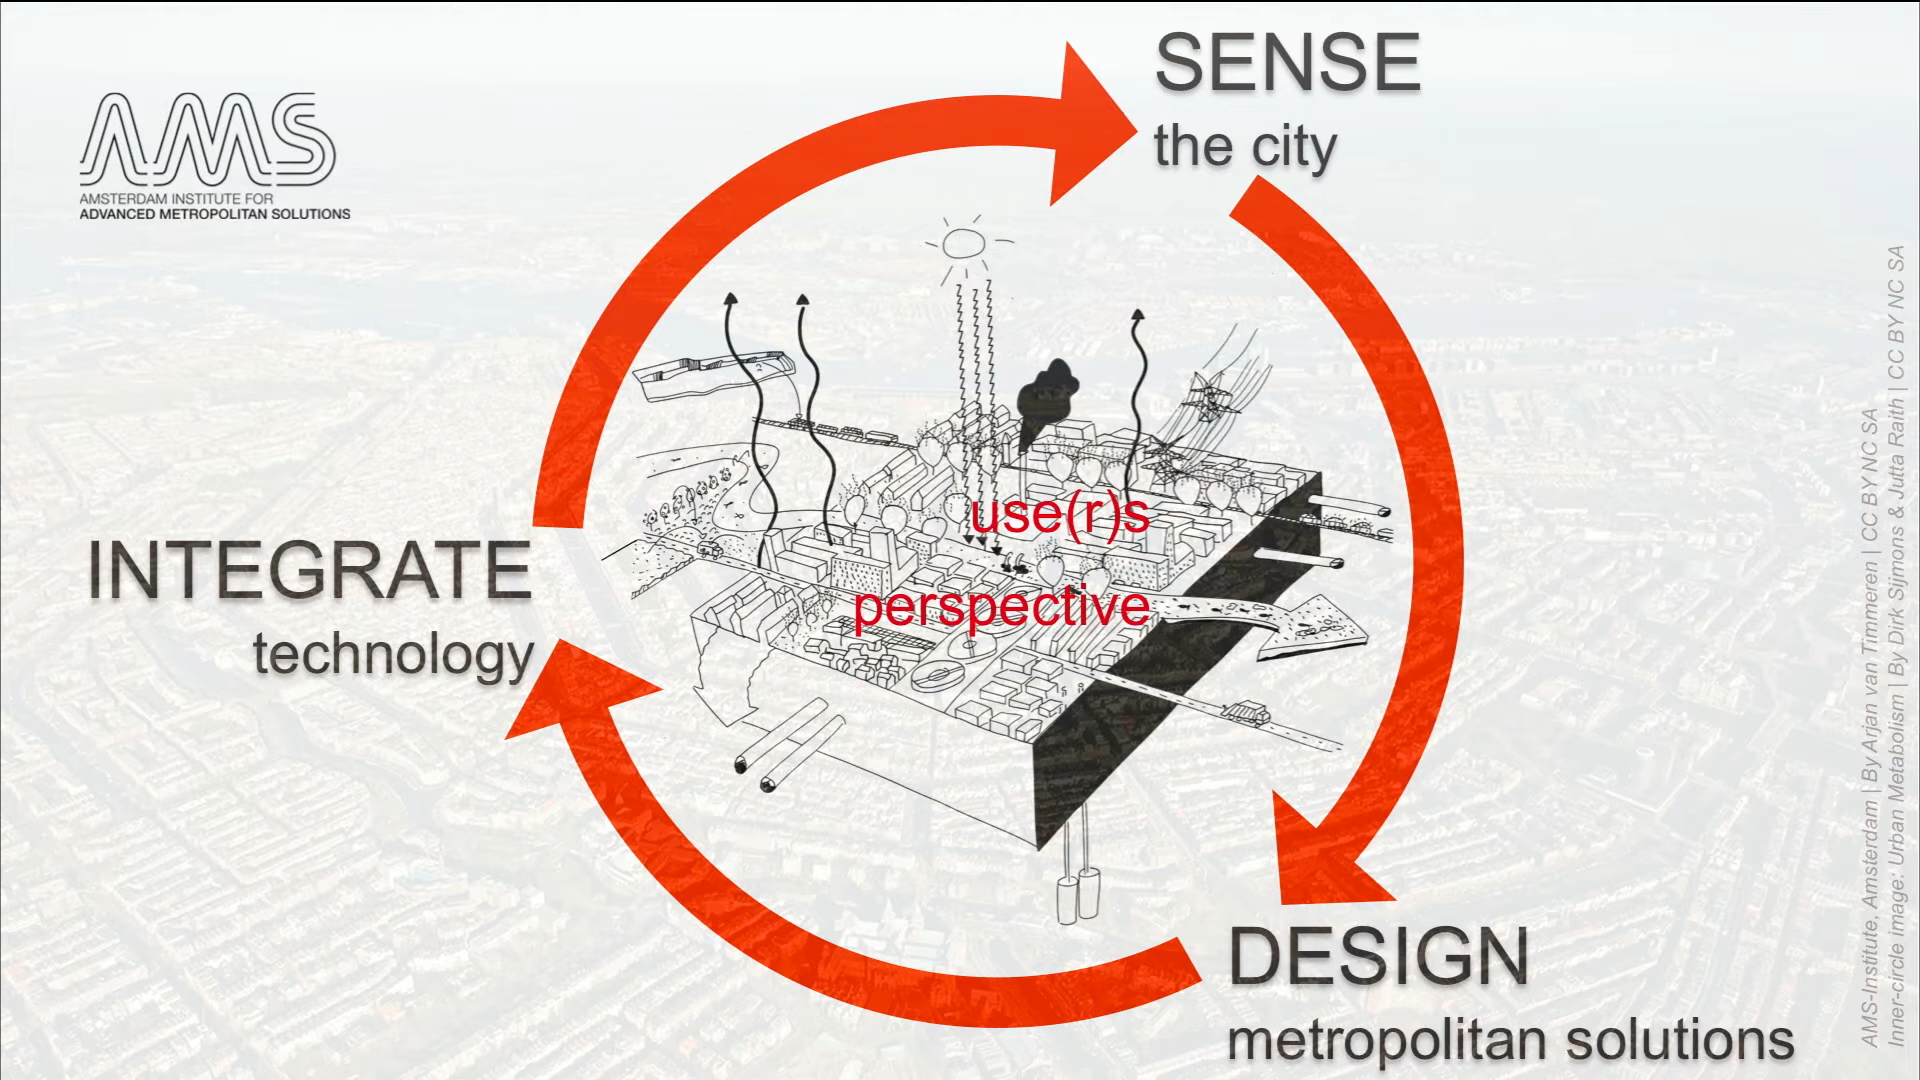 SENSE
the city
AMS
AMSTERDAM INSTITUTE FOR
ADVANCED METROPOLITAN SOLUTIONS
use(r)s
perspective
INTEGRATE
technology
DESIGN
metropolitan solutions
AMS-Institute, Amsterdam | By Arjan van Timmeren | CC BY NC SA
Inner-circle image: Urban Metabolism | By Dirk Sijmons & Jutta Raith | CC BY NC SA